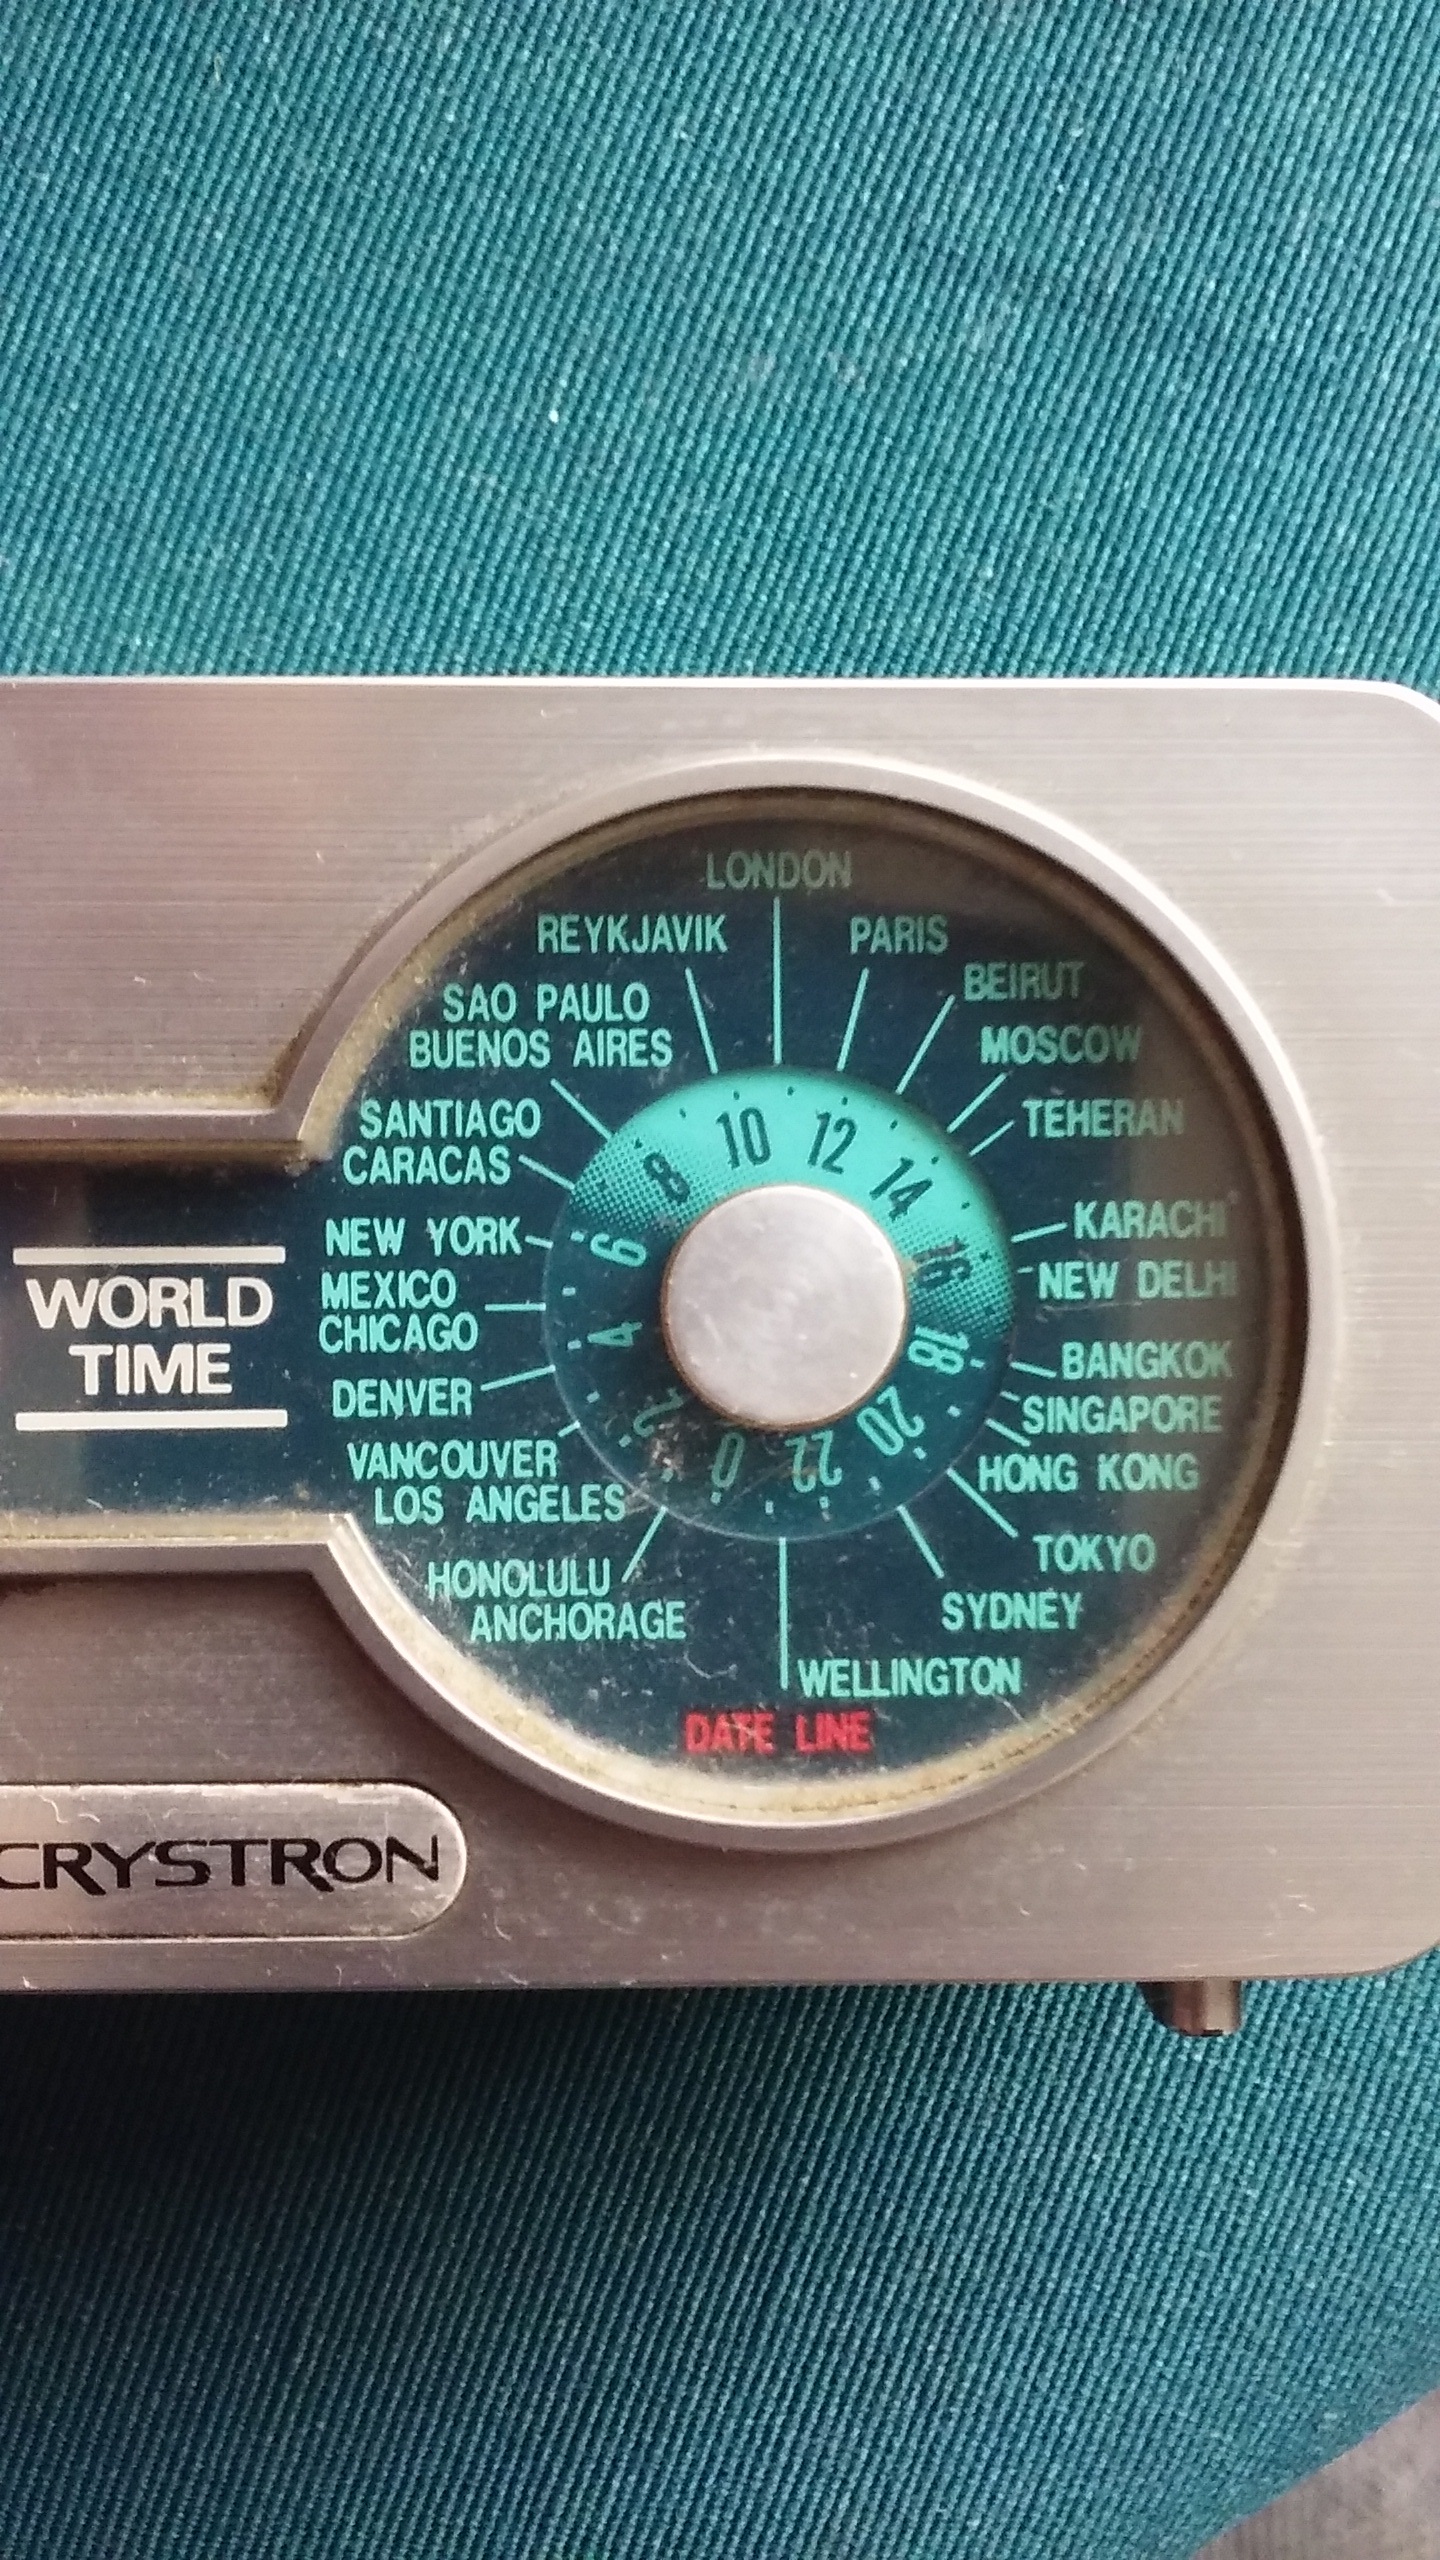 LONDON
REYKJAVIK
PARIS
SAO PAULO
BUENOS AIRES
BEIRUT
MOSCOW
SANTIAGO
CARACAS
TEHERAN
NEW YORK
KARACHI
MEXICO
CHICAGO
NEW DELHI
DENVER
BANGKOK
SINGAPORE
VANCOUVER
LOS ANGELES
HONG KONG
HONOLULU
ANCHORAGE
TOKYO
SYDNEY
WELLINGTON
DATE LINE
0
2
4
6
8
10
12
14
16
18
20
22
WORLD
TIME
CRYSTRON